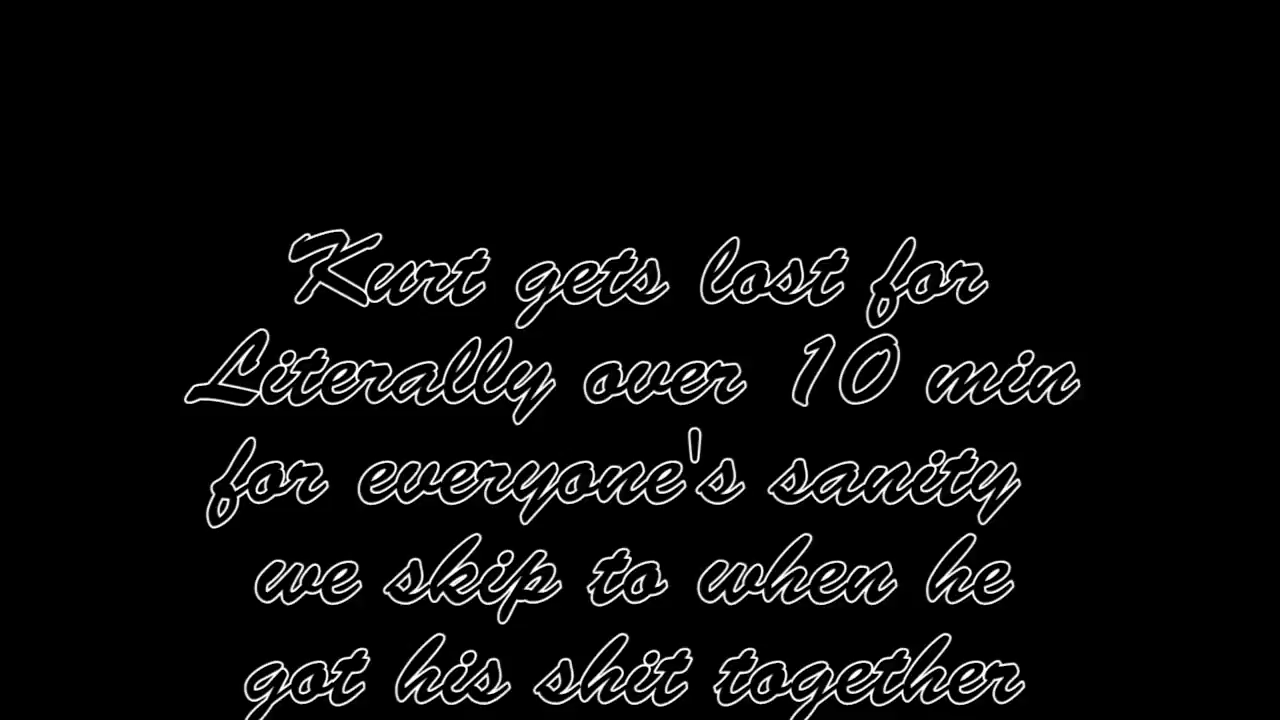 Kurt gets lost for
Literally over 10 min
for everyone's sanity
we skip to when he
got his shit together